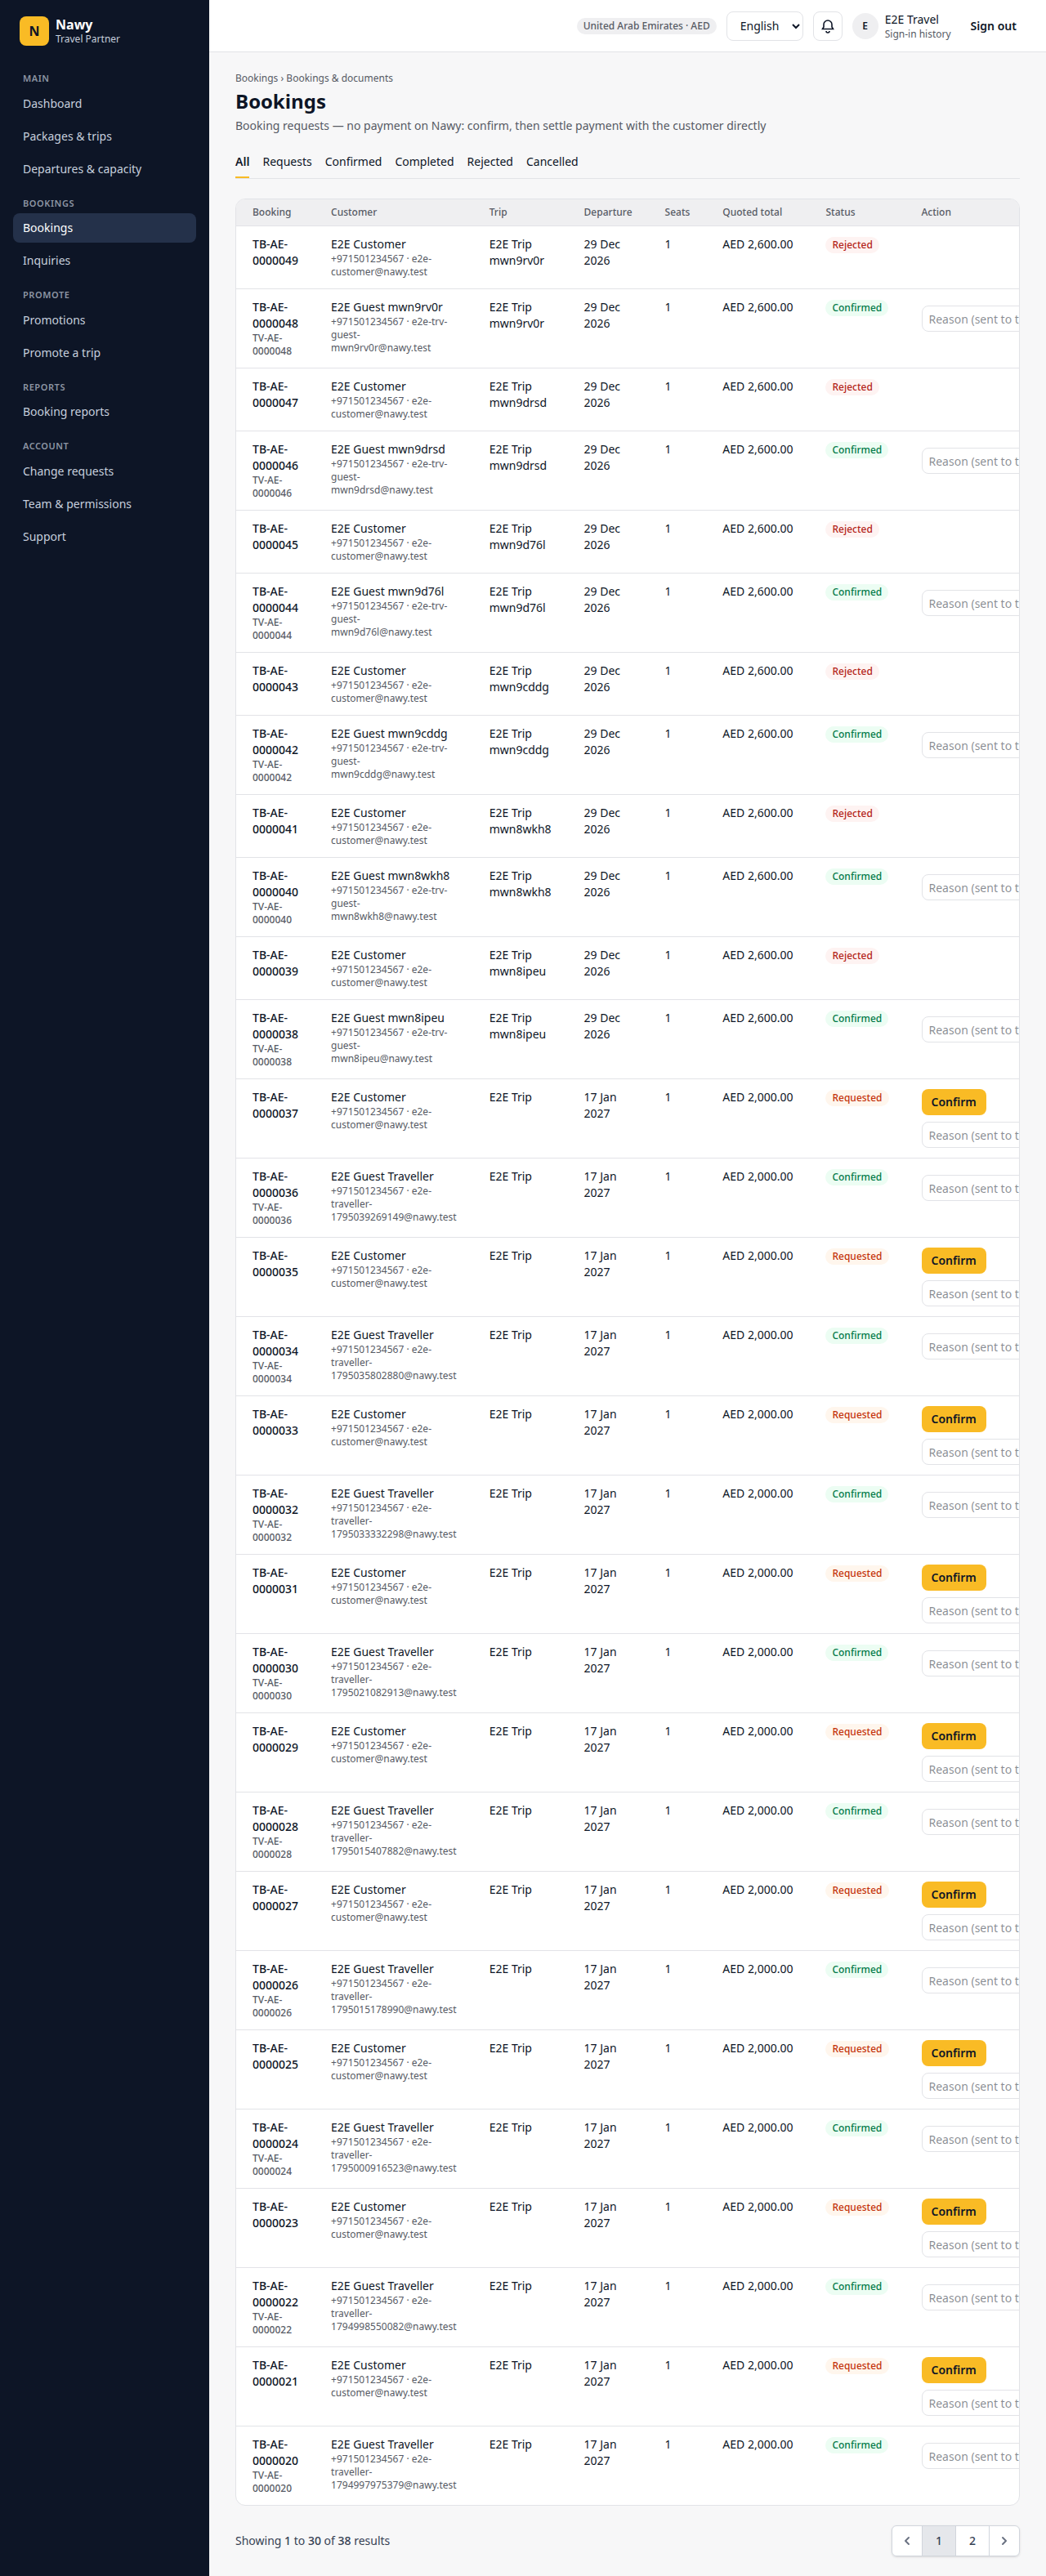 N
Nawy
Travel Partner
MAIN
Dashboard
Packages & trips
Departures & capacity
BOOKINGS
Bookings
Inquiries
PROMOTE
Promotions
Promote a trip
REPORTS
Booking reports
ACCOUNT
Change requests
Team & permissions
Support
United Arab Emirates · AED
English
E
E2E Travel
Sign-in history
Sign out
Bookings › Bookings & documents
Bookings
Booking requests — no payment on Nawy: confirm, then settle payment with the customer directly
All Requests Confirmed Completed Rejected Cancelled
Booking Customer Trip Departure Seats Quoted total Status Action
TB-AE- E2E Customer E2E Trip 29 Dec 1 AED 2,600.00 Rejected
0000049 +971501234567 · e2e- mwn9rv0r 2026
customer@nawy.test
TB-AE- E2E Guest mwn9rv0r E2E Trip 29 Dec 1 AED 2,600.00 Confirmed
0000048 +971501234567 · e2e-trv- mwn9rv0r 2026 Reason (sent to t
TV-AE- guest-
0000048 mwn9rv0r@nawy.test
TB-AE- E2E Customer E2E Trip 29 Dec 1 AED 2,600.00 Rejected
0000047 +971501234567 · e2e- mwn9drsd 2026
customer@nawy.test
TB-AE- E2E Guest mwn9drsd E2E Trip 29 Dec 1 AED 2,600.00 Confirmed
0000046 +971501234567 · e2e-trv- mwn9drsd 2026 Reason (sent to t
TV-AE- guest-
0000046 mwn9drsd@nawy.test
TB-AE- E2E Customer E2E Trip 29 Dec 1 AED 2,600.00 Rejected
0000045 +971501234567 · e2e- mwn9d76l 2026
customer@nawy.test
TB-AE- E2E Guest mwn9d76l E2E Trip 29 Dec 1 AED 2,600.00 Confirmed
0000044 +971501234567 · e2e-trv- mwn9d76l 2026 Reason (sent to t
TV-AE- guest-
0000044 mwn9d76l@nawy.test
TB-AE- E2E Customer E2E Trip 29 Dec 1 AED 2,600.00 Rejected
0000043 +971501234567 · e2e- mwn9cddg 2026
customer@nawy.test
TB-AE- E2E Guest mwn9cddg E2E Trip 29 Dec 1 AED 2,600.00 Confirmed
0000042 +971501234567 · e2e-trv- mwn9cddg 2026 Reason (sent to t
TV-AE- guest-
0000042 mwn9cddg@nawy.test
TB-AE- E2E Customer E2E Trip 29 Dec 1 AED 2,600.00 Rejected
0000041 +971501234567 · e2e- mwn8wkh8 2026
customer@nawy.test
TB-AE- E2E Guest mwn8wkh8 E2E Trip 29 Dec 1 AED 2,600.00 Confirmed
0000040 +971501234567 · e2e-trv- mwn8wkh8 2026 Reason (sent to t
TV-AE- guest-
0000040 mwn8wkh8@nawy.test
TB-AE- E2E Customer E2E Trip 29 Dec 1 AED 2,600.00 Rejected
0000039 +971501234567 · e2e- mwn8ipeu 2026
customer@nawy.test
TB-AE- E2E Guest mwn8ipeu E2E Trip 29 Dec 1 AED 2,600.00 Confirmed
0000038 +971501234567 · e2e-trv- mwn8ipeu 2026 Reason (sent to t
TV-AE- guest-
0000038 mwn8ipeu@nawy.test
TB-AE- E2E Customer E2E Trip 17 Jan 1 AED 2,000.00 Requested Confirm
0000037 +971501234567 · e2e- 2027
customer@nawy.test Reason (sent to t
TB-AE- E2E Guest Traveller E2E Trip 17 Jan 1 AED 2,000.00 Confirmed
0000036 +971501234567 · e2e- 2027 Reason (sent to t
TV-AE- traveller-
0000036 1795039269149@nawy.test
TB-AE- E2E Customer E2E Trip 17 Jan 1 AED 2,000.00 Requested Confirm
0000035 +971501234567 · e2e- 2027
customer@nawy.test Reason (sent to t
TB-AE- E2E Guest Traveller E2E Trip 17 Jan 1 AED 2,000.00 Confirmed
0000034 +971501234567 · e2e- 2027 Reason (sent to t
TV-AE- traveller-
0000034 1795035802880@nawy.test
TB-AE- E2E Customer E2E Trip 17 Jan 1 AED 2,000.00 Requested Confirm
0000033 +971501234567 · e2e- 2027
customer@nawy.test Reason (sent to t
TB-AE- E2E Guest Traveller E2E Trip 17 Jan 1 AED 2,000.00 Confirmed
0000032 +971501234567 · e2e- 2027 Reason (sent to t
TV-AE- traveller-
0000032 1795033332298@nawy.test
TB-AE- E2E Customer E2E Trip 17 Jan 1 AED 2,000.00 Requested Confirm
0000031 +971501234567 · e2e- 2027
customer@nawy.test Reason (sent to t
TB-AE- E2E Guest Traveller E2E Trip 17 Jan 1 AED 2,000.00 Confirmed
0000030 +971501234567 · e2e- 2027 Reason (sent to t
TV-AE- traveller-
0000030 1795021082913@nawy.test
TB-AE- E2E Customer E2E Trip 17 Jan 1 AED 2,000.00 Requested Confirm
0000029 +971501234567 · e2e- 2027
customer@nawy.test Reason (sent to t
TB-AE- E2E Guest Traveller E2E Trip 17 Jan 1 AED 2,000.00 Confirmed
0000028 +971501234567 · e2e- 2027 Reason (sent to t
TV-AE- traveller-
0000028 1795015407882@nawy.test
TB-AE- E2E Customer E2E Trip 17 Jan 1 AED 2,000.00 Requested Confirm
0000027 +971501234567 · e2e- 2027
customer@nawy.test Reason (sent to t
TB-AE- E2E Guest Traveller E2E Trip 17 Jan 1 AED 2,000.00 Confirmed
0000026 +971501234567 · e2e- 2027 Reason (sent to t
TV-AE- traveller-
0000026 1795015178990@nawy.test
TB-AE- E2E Customer E2E Trip 17 Jan 1 AED 2,000.00 Requested Confirm
0000025 +971501234567 · e2e- 2027
customer@nawy.test Reason (sent to t
TB-AE- E2E Guest Traveller E2E Trip 17 Jan 1 AED 2,000.00 Confirmed
0000024 +971501234567 · e2e- 2027 Reason (sent to t
TV-AE- traveller-
0000024 1795000916523@nawy.test
TB-AE- E2E Customer E2E Trip 17 Jan 1 AED 2,000.00 Requested Confirm
0000023 +971501234567 · e2e- 2027
customer@nawy.test Reason (sent to t
TB-AE- E2E Guest Traveller E2E Trip 17 Jan 1 AED 2,000.00 Confirmed
0000022 +971501234567 · e2e- 2027 Reason (sent to t
TV-AE- traveller-
0000022 1794998550082@nawy.test
TB-AE- E2E Customer E2E Trip 17 Jan 1 AED 2,000.00 Requested Confirm
0000021 +971501234567 · e2e- 2027
customer@nawy.test Reason (sent to t
TB-AE- E2E Guest Traveller E2E Trip 17 Jan 1 AED 2,000.00 Confirmed
0000020 +971501234567 · e2e- 2027 Reason (sent to t
TV-AE- traveller-
0000020 1794997975379@nawy.test
Showing 1 to 30 of 38 results
1 2